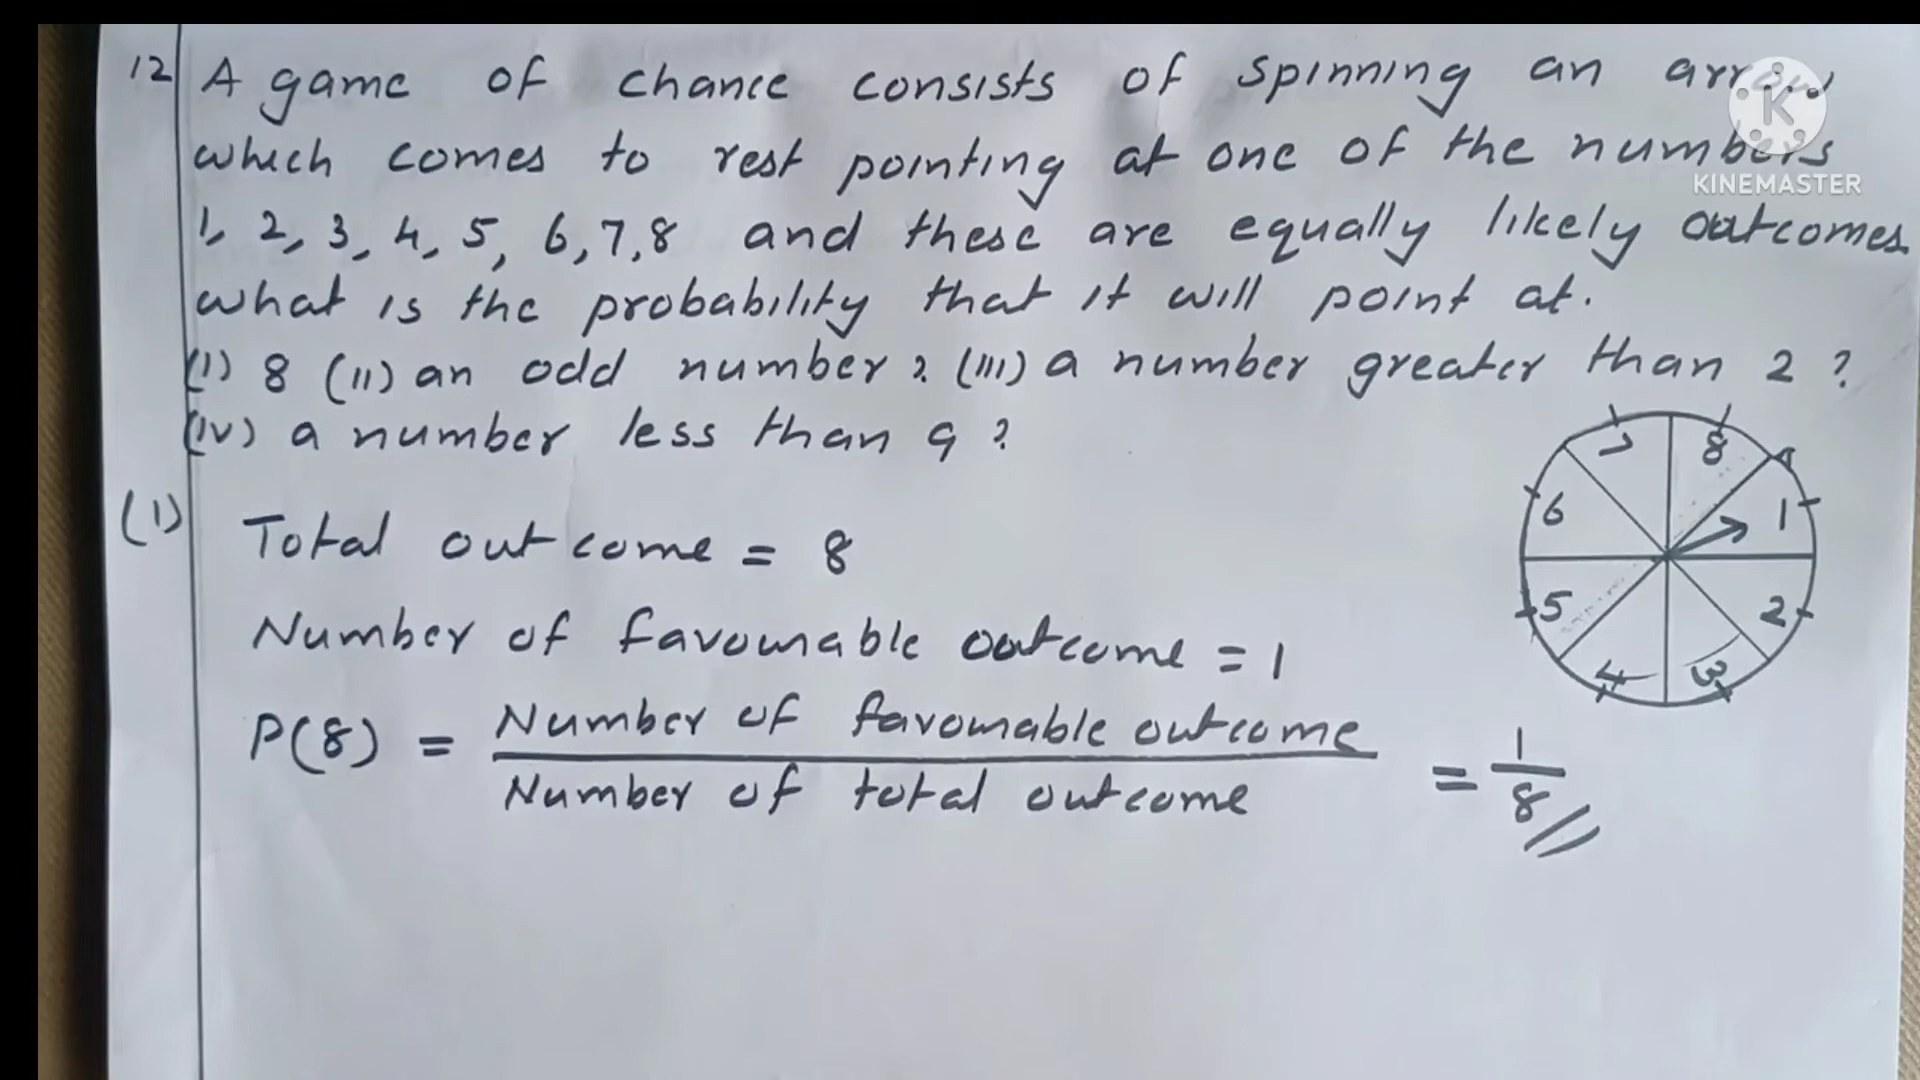 12 A game of chance consists of spinning an arrow,
which comes to rest pointing at one of the numbers
KINEMASTER
1, 2, 3, 4, 5, 6, 7, 8 and these are equally likely outcomes.
what is the probability that it will point at.
(i) 8 (ii) an odd number ? (iii) a number greater than 2 ?
(iv) a number less than 9 ?
7 8
6 1
5 2
4 3
(i) Total outcome = 8
Number of favourable outcome = 1
P(8) = Number of favourable outcome = 1
Number of total outcome 8 //